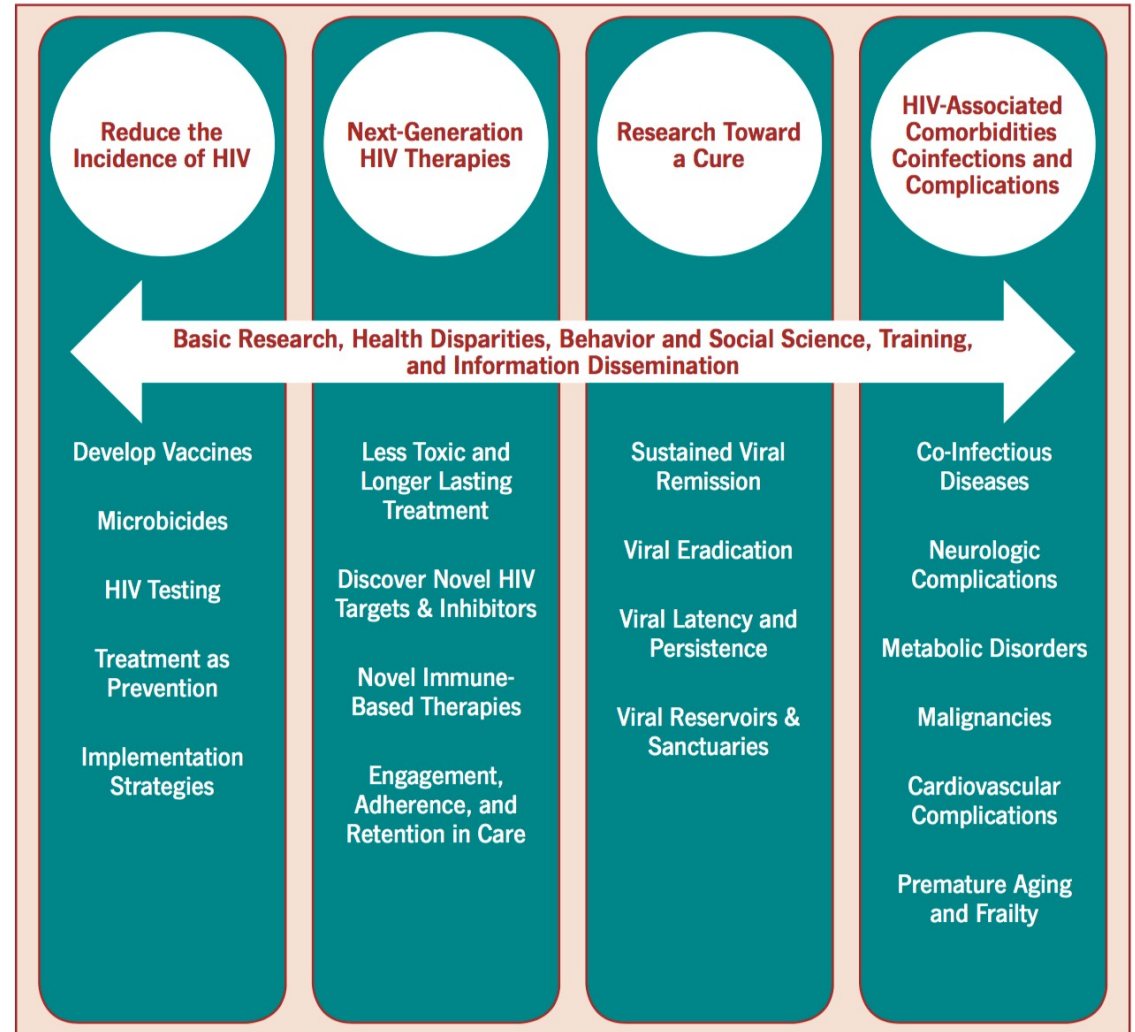 Reduce the
Incidence of HIV
Next-Generation
HIV Therapies
Research Toward
a Cure
HIV-Associated
Comorbidities
Coinfections and
Complications
Basic Research, Health Disparities, Behavior and Social Science, Training,
and Information Dissemination
Develop Vaccines
Microbicides
HIV Testing
Treatment as
Prevention
Implementation
Strategies
Less Toxic and
Longer Lasting
Treatment
Discover Novel HIV
Targets & Inhibitors
Novel Immune-
Based Therapies
Engagement,
Adherence, and
Retention in Care
Sustained Viral
Remission
Viral Eradication
Viral Latency and
Persistence
Viral Reservoirs &
Sanctuaries
Co-Infectious
Diseases
Neurologic
Complications
Metabolic Disorders
Malignancies
Cardiovascular
Complications
Premature Aging
and Frailty